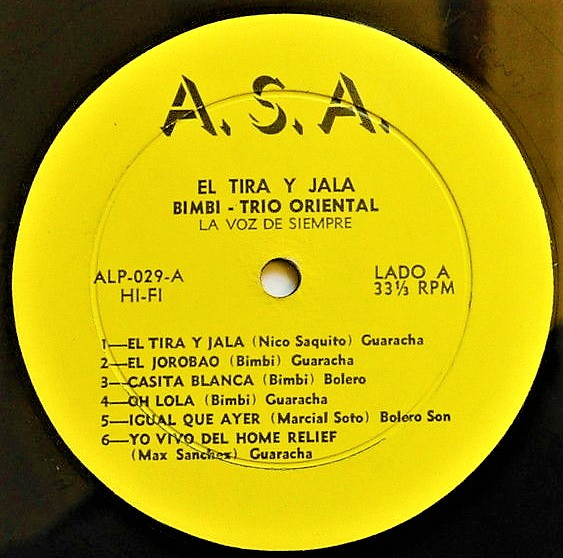 A.S.A.
EL TIRA Y JALA
BIMBI - TRIO ORIENTAL
LA VOZ DE SIEMPRE
ALP-029-A
HI-FI
LADO A
33⅓ RPM
1—EL TIRA Y JALA (Nico Saquito) Guaracha
2—EL JOROBAO (Bimbi) Guaracha
3—CASITA BLANCA (Bimbi) Bolero
4—OH LOLA (Bimbi) Guaracha
5—IGUAL QUE AYER (Marcial Soto) Bolero Son
6—YO VIVO DEL HOME RELIEF
(Max Sanchez) Guaracha